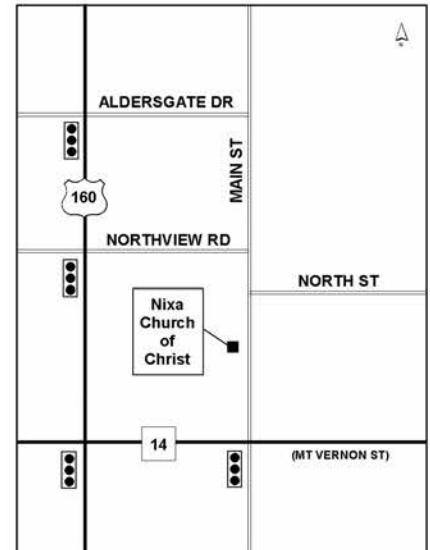 N
ALDERSGATE DR
MAIN ST
160
NORTHVIEW RD
NORTH ST
Nixa
Church
of
Christ
14
(MT VERNON ST)